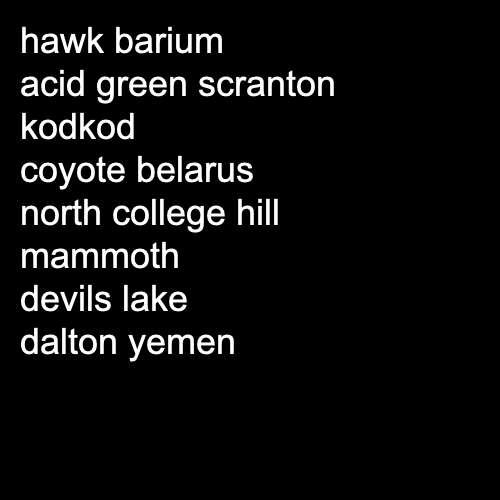 hawk barium
acid green scranton
kodkod
coyote belarus
north college hill
mammoth
devils lake
dalton yemen